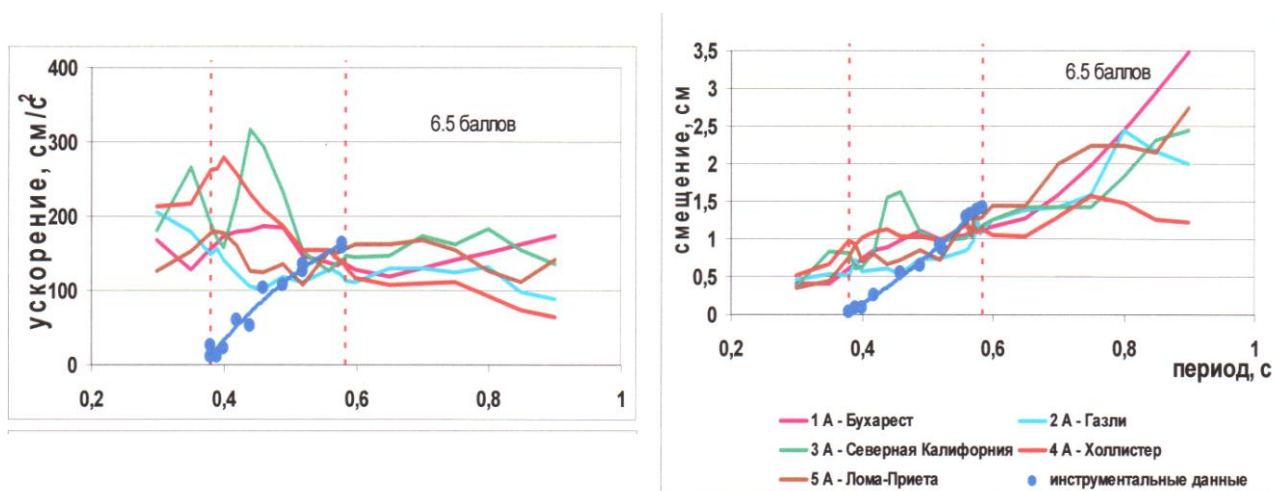 ускорение, см/с²
400
300
200
100
0
6.5 баллов
0,2
0,4
0,6
0,8
1
смещение, см
3,5
3
2,5
2
1,5
1
0,5
0
6.5 баллов
0,2
0,4
0,6
0,8
1
период, с
1 А - Бухарест
2 А - Газли
3 А - Северная Калифорния
4 А - Холлистер
5 А - Лома-Приета
инструментальные данные